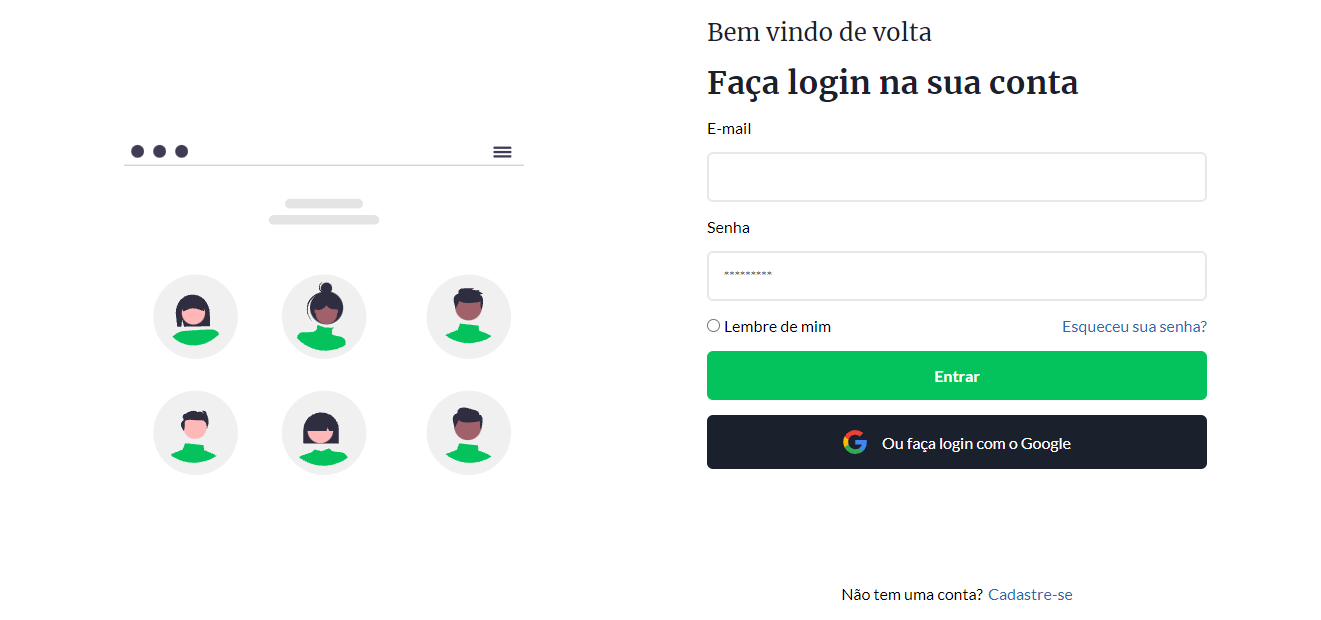 Bem vindo de volta
Faça login na sua conta
E-mail
Senha
*********
Lembre de mim
Esqueceu sua senha?
Entrar
Ou faça login com o Google
Não tem uma conta? Cadastre-se